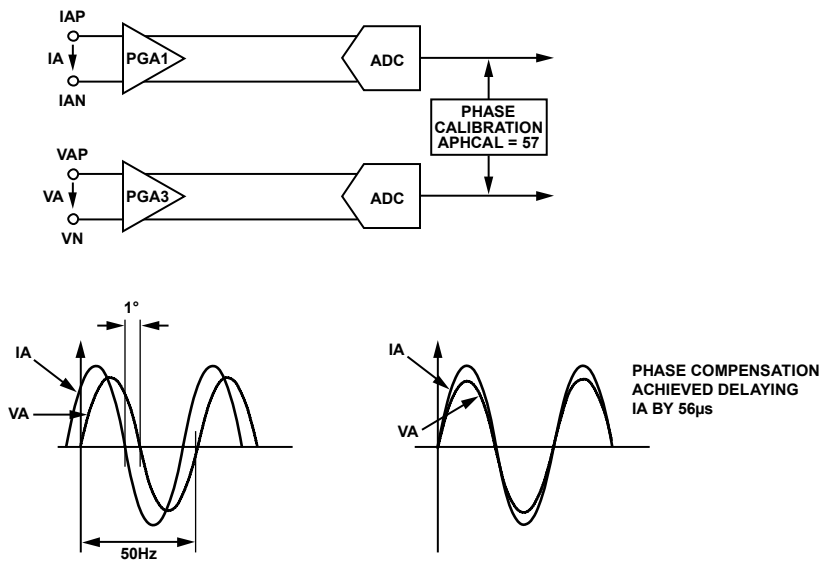 IAP
IA
PGA1
ADC
IAN
PHASE
CALIBRATION
APHCAL = 57
VAP
VA
PGA3
ADC
VN
1°
IA
VA
50Hz
IA
VA
PHASE COMPENSATION
ACHIEVED DELAYING
IA BY 56µs